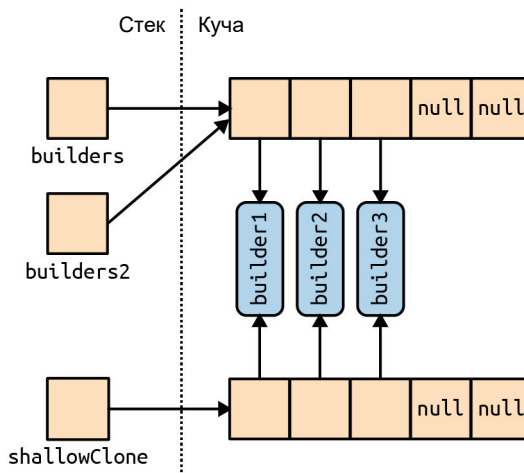 Стек Куча
null null
builders
builder1 builder2 builder3
builders2
null null
shallowClone